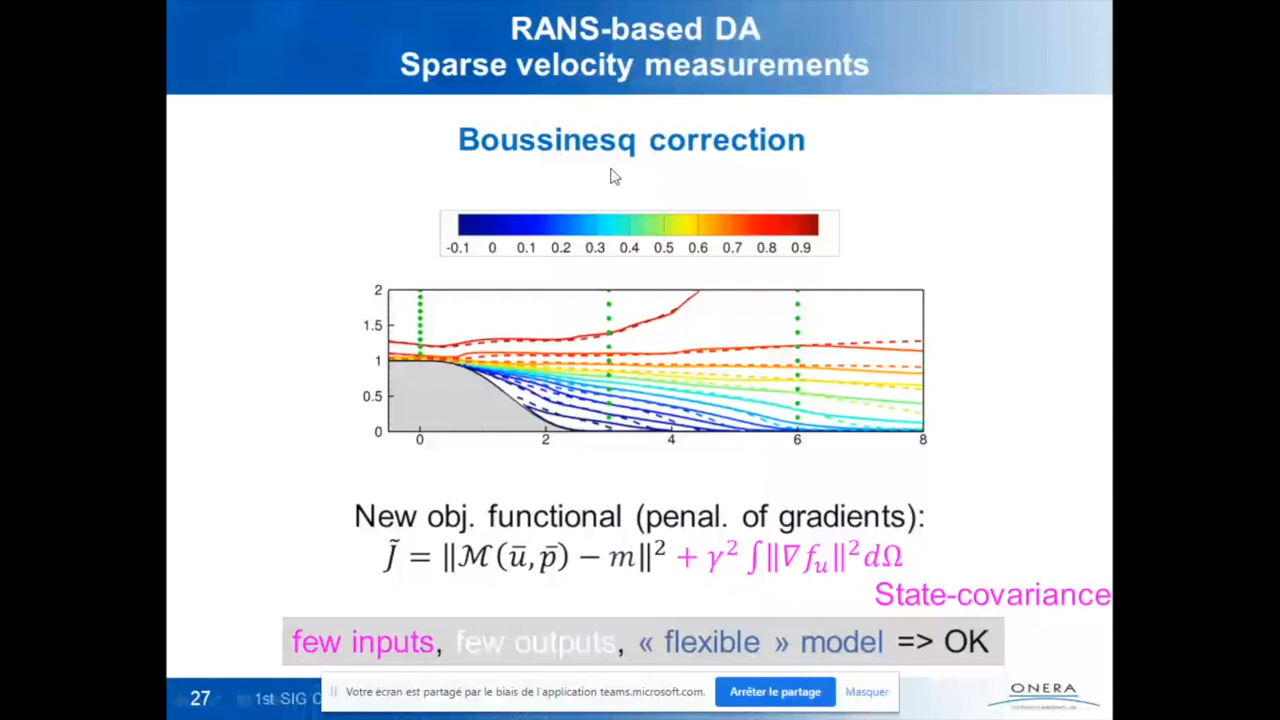 RANS-based DA
Sparse velocity measurements
Boussinesq correction
-0.1 0 0.1 0.2 0.3 0.4 0.5 0.6 0.7 0.8 0.9
2
1.5
1
0.5
0
0 2 4 6 8
New obj. functional (penal. of gradients):
J̃ = ‖ℳ(ū, p̄) − m‖² + γ² ∫‖∇fᵤ‖² dΩ
State-covariance
few inputs, few outputs, « flexible » model => OK
27
1st SIG C
Votre écran est partagé par le biais de l'application teams.microsoft.com.
Arrêter le partage
Masquer
ONERA